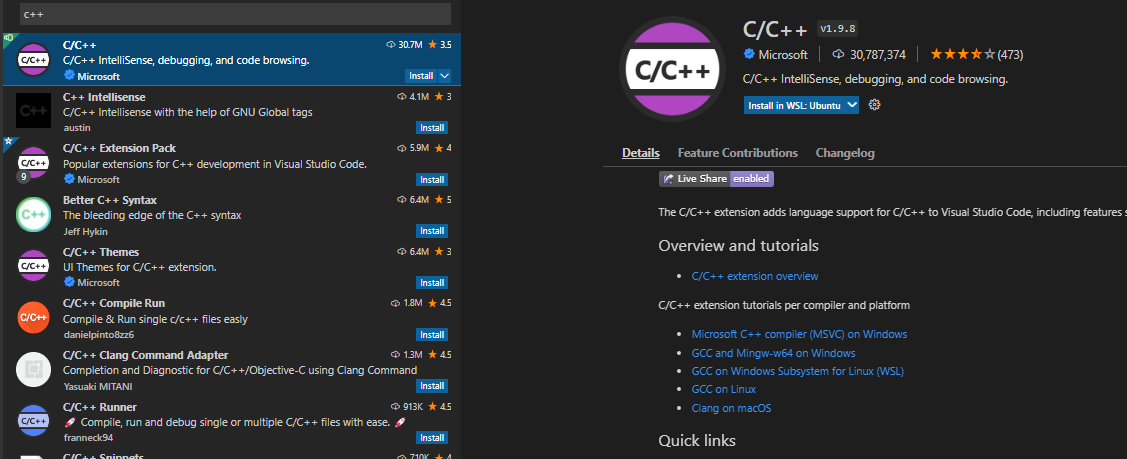 c++
C/C++
30.7M ★ 3.5
C/C++ IntelliSense, debugging, and code browsing.
Microsoft
Install
C++ Intellisense
4.1M ★ 3
C/C++ Intellisense with the help of GNU Global tags
austin
Install
C/C++ Extension Pack
5.9M ★ 4
Popular extensions for C++ development in Visual Studio Code.
9
Microsoft
Install
Better C++ Syntax
6.4M ★ 5
The bleeding edge of the C++ syntax
Jeff Hykin
Install
C/C++ Themes
6.4M ★ 3
UI Themes for C/C++ extension.
Microsoft
Install
C/C++ Compile Run
1.8M ★ 4.5
Compile & Run single c/c++ files easily
danielpinto8zz6
Install
C/C++ Clang Command Adapter
1.3M ★ 4.5
Completion and Diagnostic for C/C++/Objective-C using Clang Command
Yasuaki MITANI
Install
C/C++ Runner
913K ★ 4.5
🚀 Compile, run and debug single or multiple C/C++ files with ease. 🚀
franneck94
Install
C/C++ Snippets
710K ★ 4
C/C++
C/C++ v1.9.8
Microsoft | 30,787,374 | (473)
C/C++ IntelliSense, debugging, and code browsing.
Install in WSL: Ubuntu
Details Feature Contributions Changelog
Live Share enabled
The C/C++ extension adds language support for C/C++ to Visual Studio Code, including features
Overview and tutorials
• C/C++ extension overview
C/C++ extension tutorials per compiler and platform
• Microsoft C++ compiler (MSVC) on Windows
• GCC and Mingw-w64 on Windows
• GCC on Windows Subsystem for Linux (WSL)
• GCC on Linux
• Clang on macOS
Quick links